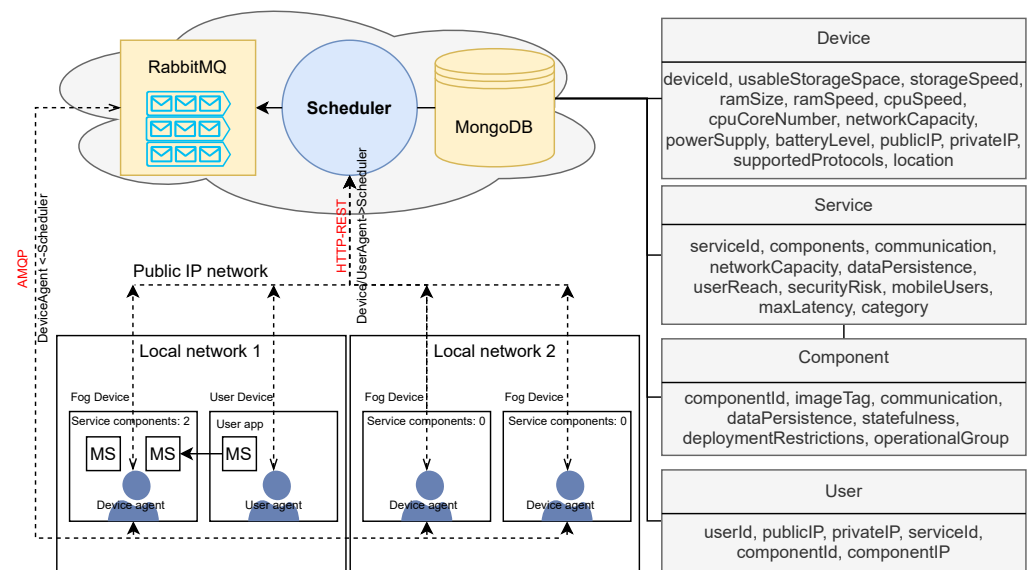 RabbitMQ
Scheduler
MongoDB
AMQP
DeviceAgent <-Scheduler
HTTP-REST
Device/UserAgent->Scheduler
Public IP network
Local network 1
Fog Device
Service components: 2
MS
MS
Device agent
User Device
User app
MS
User agent
Local network 2
Fog Device
Service components: 0
Device agent
Fog Device
Service components: 0
Device agent
Device
deviceId, usableStorageSpace, storageSpeed,
ramSize, ramSpeed, cpuSpeed,
cpuCoreNumber, networkCapacity,
powerSupply, batteryLevel, publicIP, privateIP,
supportedProtocols, location
Service
serviceId, components, communication,
networkCapacity, dataPersistence,
userReach, securityRisk, mobileUsers,
maxLatency, category
Component
componentId, imageTag, communication,
dataPersistence, statefulness,
deploymentRestrictions, operationalGroup
User
userId, publicIP, privateIP, serviceId,
componentId, componentIP